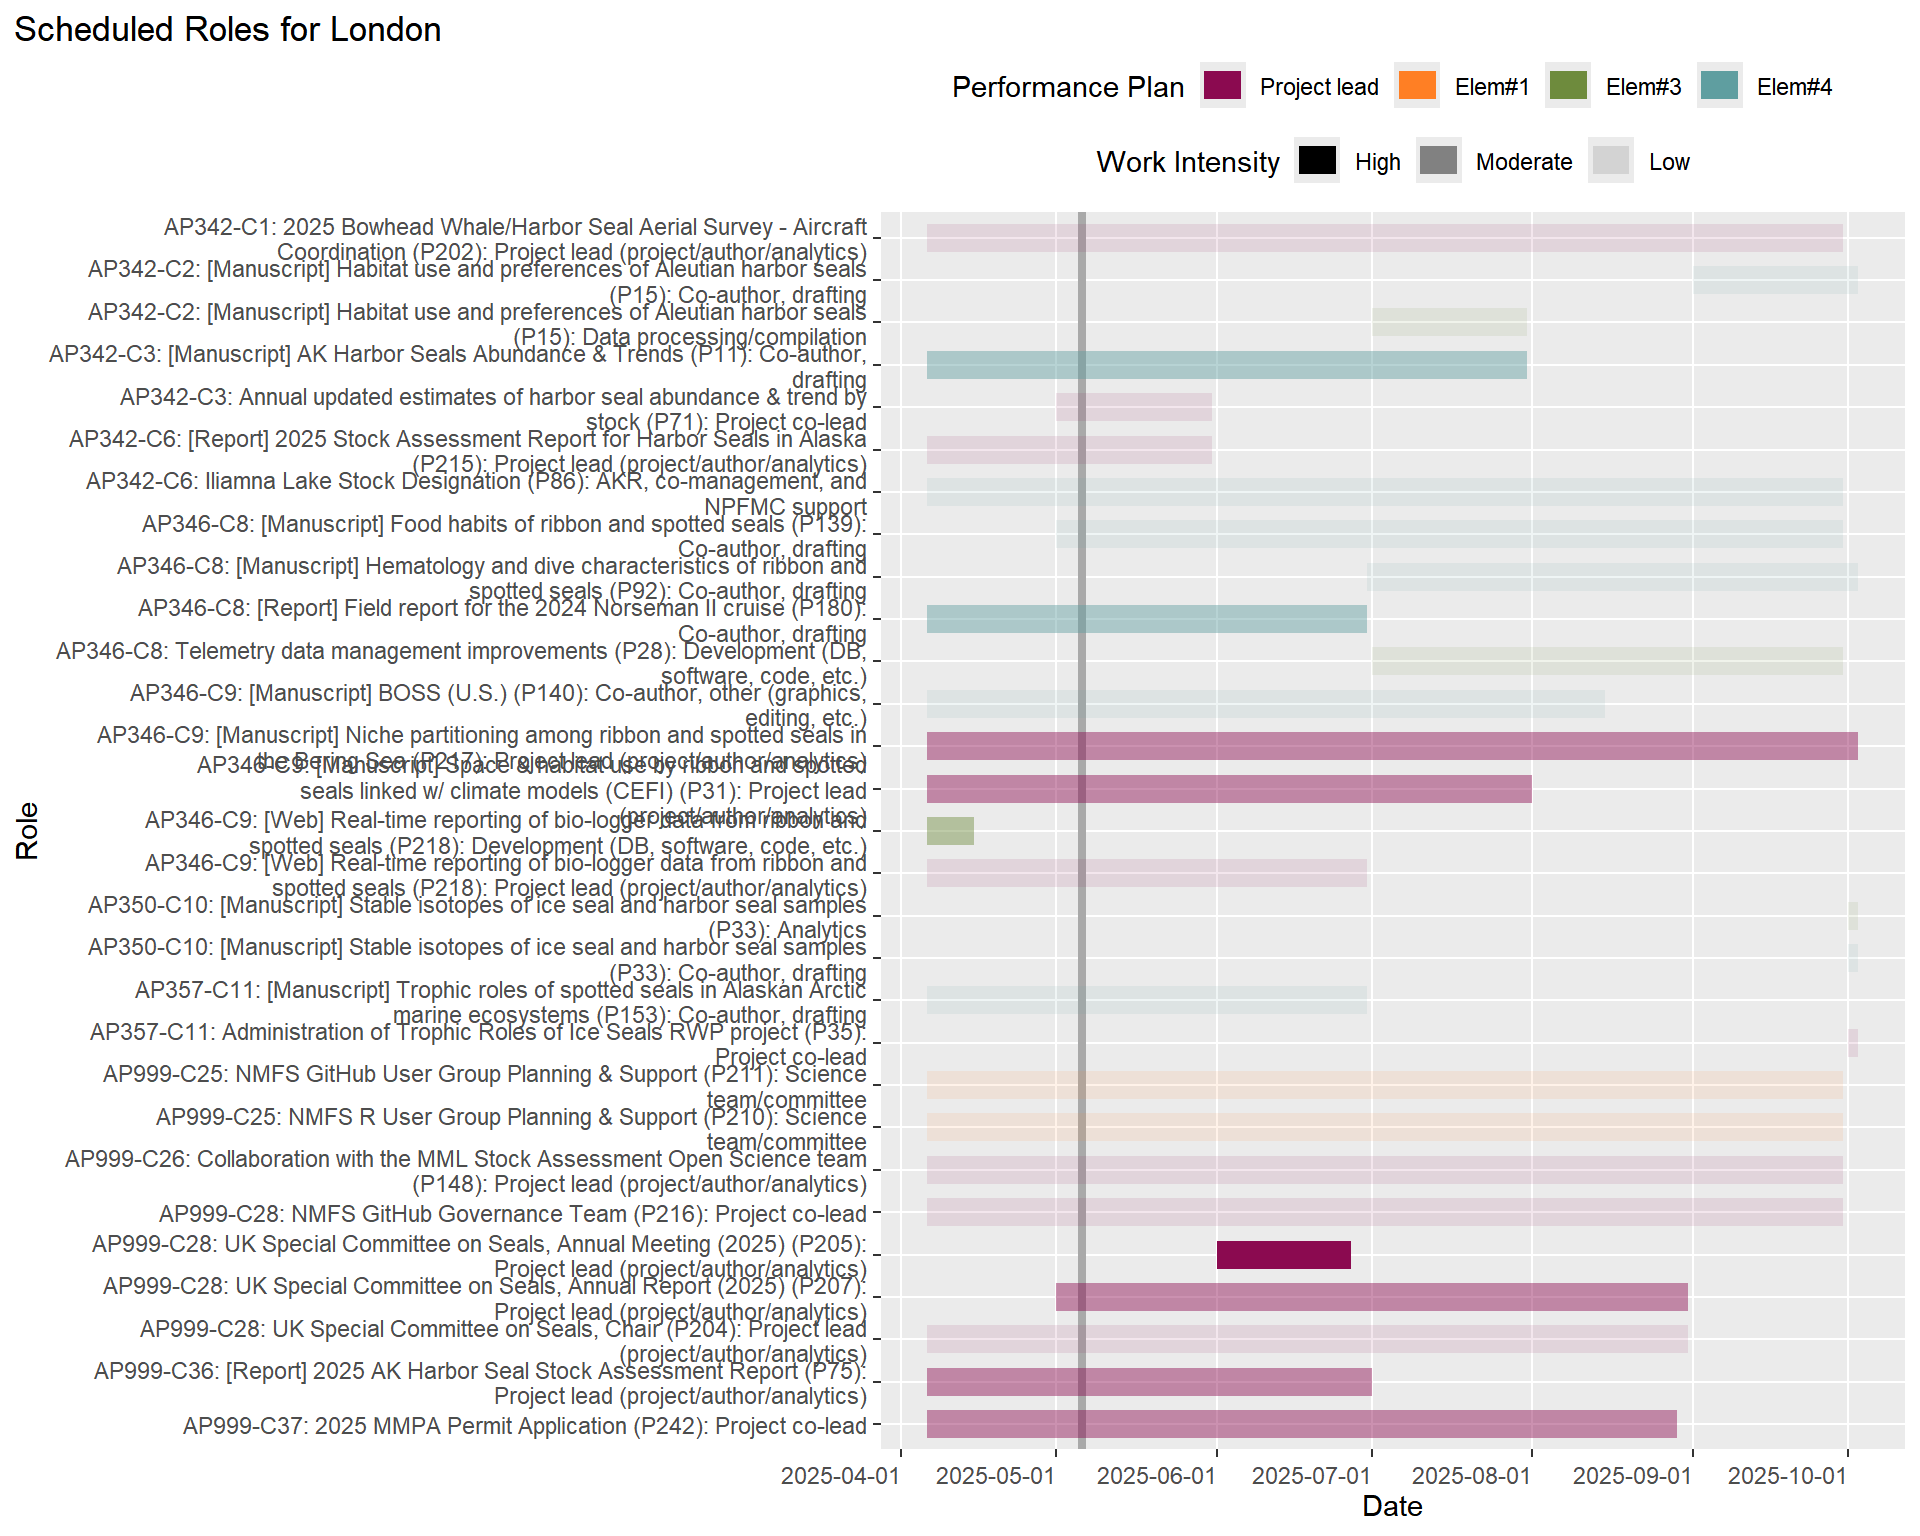 Scheduled Roles for London
Performance Plan Project lead Elem#1 Elem#3 Elem#4
Work Intensity High Moderate Low
AP342-C1: 2025 Bowhead Whale/Harbor Seal Aerial Survey - Aircraft
Coordination (P202): Project lead (project/author/analytics)
AP342-C2: [Manuscript] Habitat use and preferences of Aleutian harbor seals
(P15): Co-author, drafting
AP342-C2: [Manuscript] Habitat use and preferences of Aleutian harbor seals
(P15): Data processing/compilation
AP342-C3: [Manuscript] AK Harbor Seals Abundance & Trends (P11): Co-author,
drafting
AP342-C3: Annual updated estimates of harbor seal abundance & trend by
stock (P71): Project co-lead
AP342-C6: [Report] 2025 Stock Assessment Report for Harbor Seals in Alaska
(P215): Project lead (project/author/analytics)
AP342-C6: Iliamna Lake Stock Designation (P86): AKR, co-management, and
NPFMC support
AP346-C8: [Manuscript] Food habits of ribbon and spotted seals (P139):
Co-author, drafting
AP346-C8: [Manuscript] Hematology and dive characteristics of ribbon and
spotted seals (P92): Co-author, drafting
AP346-C8: [Report] Field report for the 2024 Norseman II cruise (P180):
Co-author, drafting
AP346-C8: Telemetry data management improvements (P28): Development (DB,
software, code, etc.)
AP346-C9: [Manuscript] BOSS (U.S.) (P140): Co-author, other (graphics,
editing, etc.)
AP346-C9: [Manuscript] Niche partitioning among ribbon and spotted seals in
the Bering Sea (P217): Project lead (project/author/analytics)
AP346-C9: [Manuscript] Space & habitat use by ribbon and spotted
seals linked w/ climate models (CEFI) (P31): Project lead
(project/author/analytics)
AP346-C9: [Web] Real-time reporting of bio-logger data from ribbon and
spotted seals (P218): Development (DB, software, code, etc.)
AP346-C9: [Web] Real-time reporting of bio-logger data from ribbon and
spotted seals (P218): Project lead (project/author/analytics)
AP350-C10: [Manuscript] Stable isotopes of ice seal and harbor seal samples
(P33): Analytics
AP350-C10: [Manuscript] Stable isotopes of ice seal and harbor seal samples
(P33): Co-author, drafting
AP357-C11: [Manuscript] Trophic roles of spotted seals in Alaskan Arctic
marine ecosystems (P153): Co-author, drafting
AP357-C11: Administration of Trophic Roles of Ice Seals RWP project (P35):
Project co-lead
AP999-C25: NMFS GitHub User Group Planning & Support (P211): Science
team/committee
AP999-C25: NMFS R User Group Planning & Support (P210): Science
team/committee
AP999-C26: Collaboration with the MML Stock Assessment Open Science team
(P148): Project lead (project/author/analytics)
AP999-C28: NMFS GitHub Governance Team (P216): Project co-lead
AP999-C28: UK Special Committee on Seals, Annual Meeting (2025) (P205):
Project lead (project/author/analytics)
AP999-C28: UK Special Committee on Seals, Annual Report (2025) (P207):
Project lead (project/author/analytics)
AP999-C28: UK Special Committee on Seals, Chair (P204): Project lead
(project/author/analytics)
AP999-C36: [Report] 2025 AK Harbor Seal Stock Assessment Report (P75):
Project lead (project/author/analytics)
AP999-C37: 2025 MMPA Permit Application (P242): Project co-lead
Role
2025-04-01 2025-05-01 2025-06-01 2025-07-01 2025-08-01 2025-09-01 2025-10-01
Date